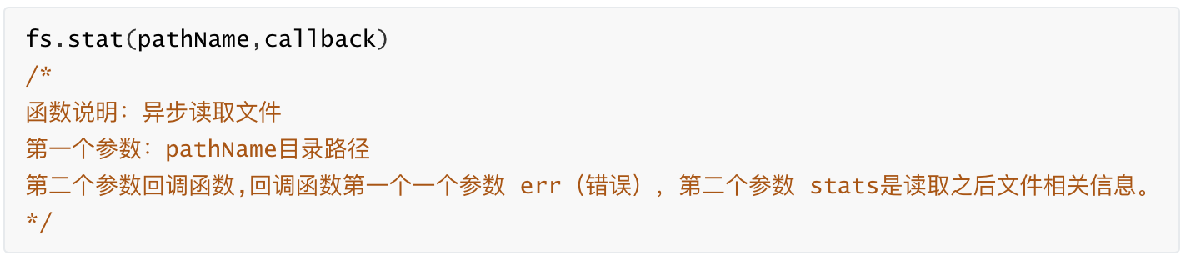 fs.stat(pathName,callback)
/*
函数说明：异步读取文件
第一个参数：pathName目录路径
第二个参数回调函数,回调函数第一个一个参数 err（错误），第二个参数 stats是读取之后文件相关信息。
*/